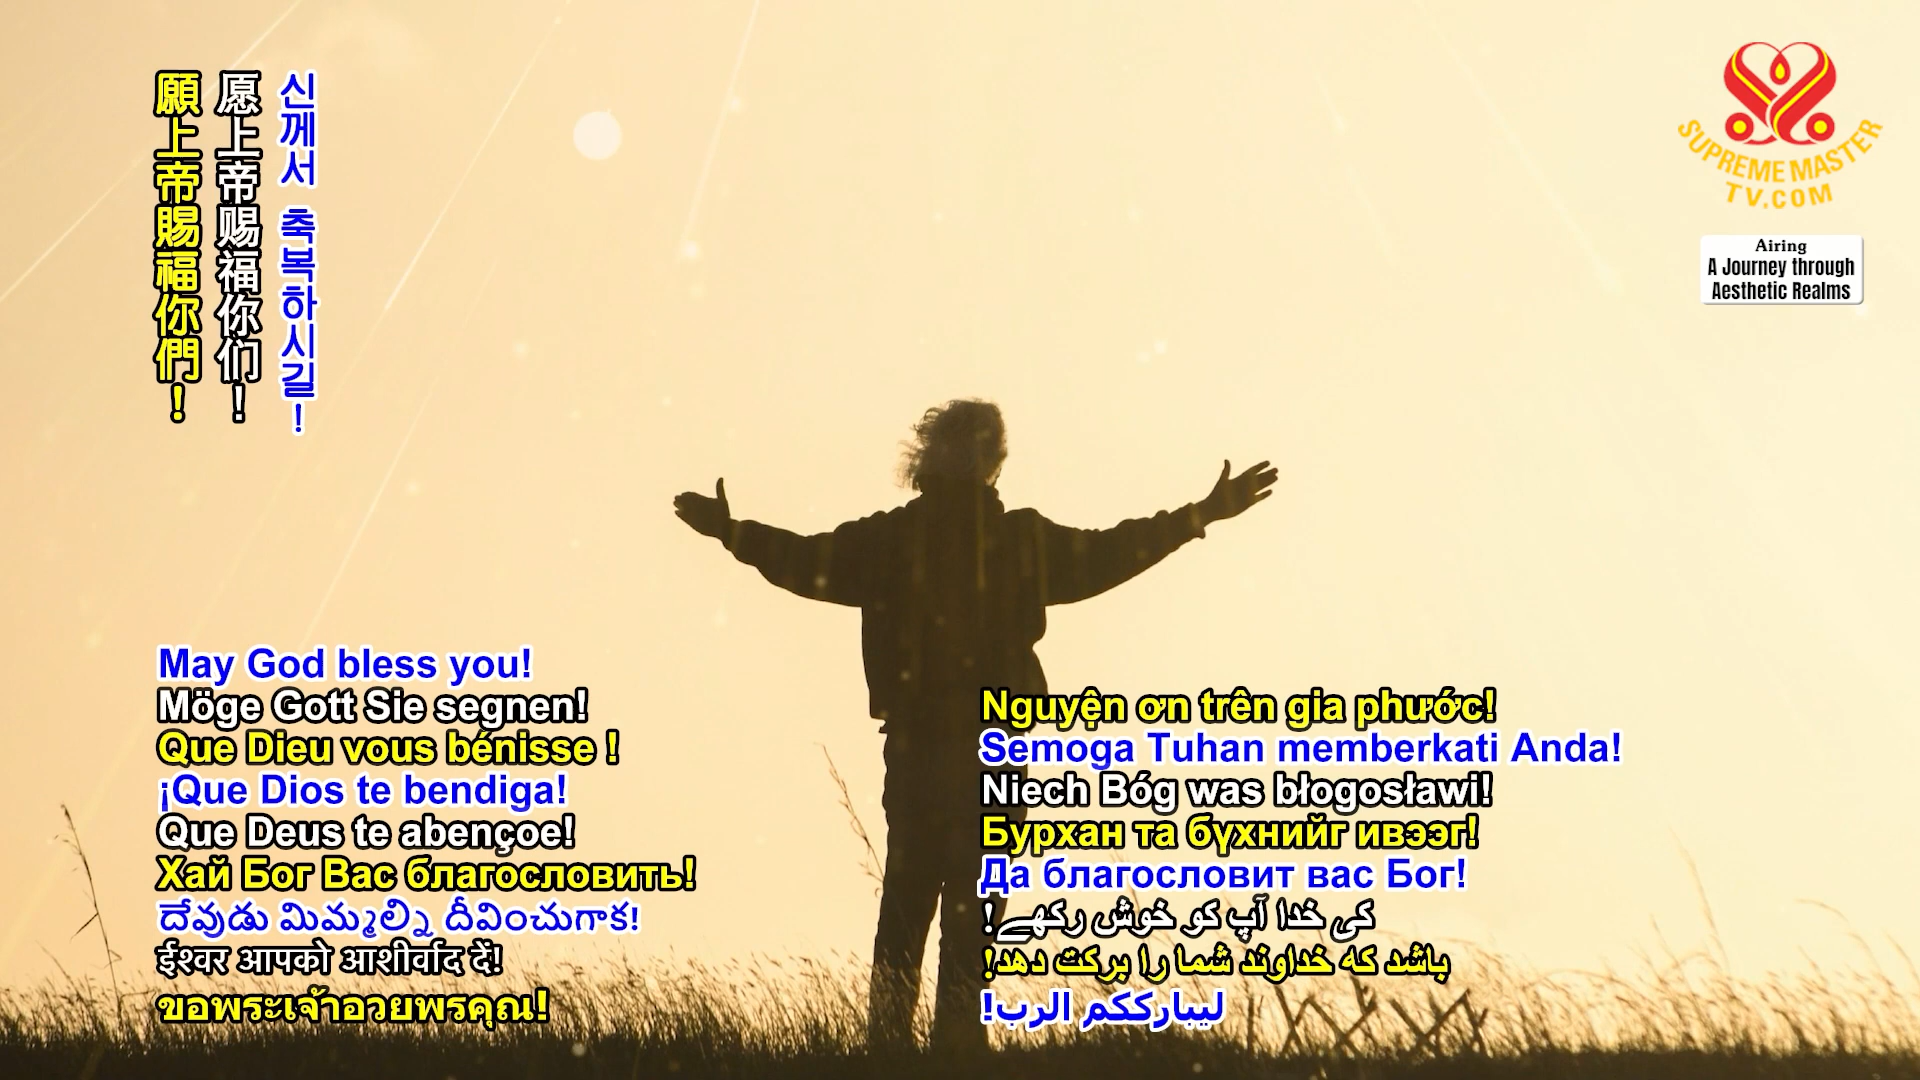 願上帝賜福你們！
愿上帝赐福你们！
신께서 축복하시길!
SUPREME MASTER
TV.COM
Airing
A Journey through
Aesthetic Realms
May God bless you!
Möge Gott Sie segnen!
Que Dieu vous bénisse !
¡Que Dios te bendiga!
Que Deus te abençoe!
Хай Бог Вас благословить!
దేవుడు మిమ్మల్ని దీవించుగాక!
ईश्वर आपको आशीर्वाद दें!
ขอพระเจ้าอวยพรคุณ!
Nguyện ơn trên gia phước!
Semoga Tuhan memberkati Anda!
Niech Bóg was błogosławi!
Бурхан та бүхнийг ивээг!
Да благословит вас Бог!
کی خدا آپ کو خوش رکھے!
باشد که خداوند شما را برکت دهد!
ليبارككم الرب!